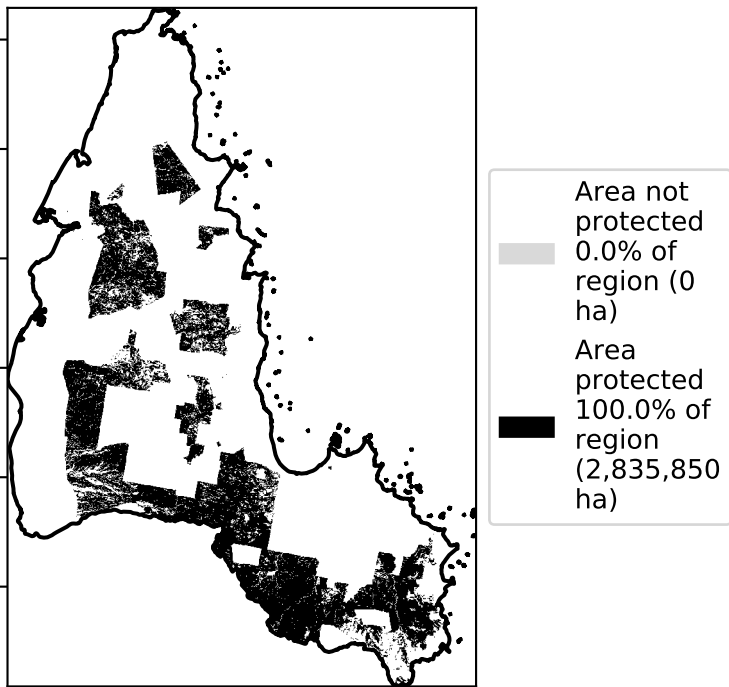 Area not
protected
0.0% of
region (0
ha)
Area
protected
100.0% of
region
(2,835,850
ha)